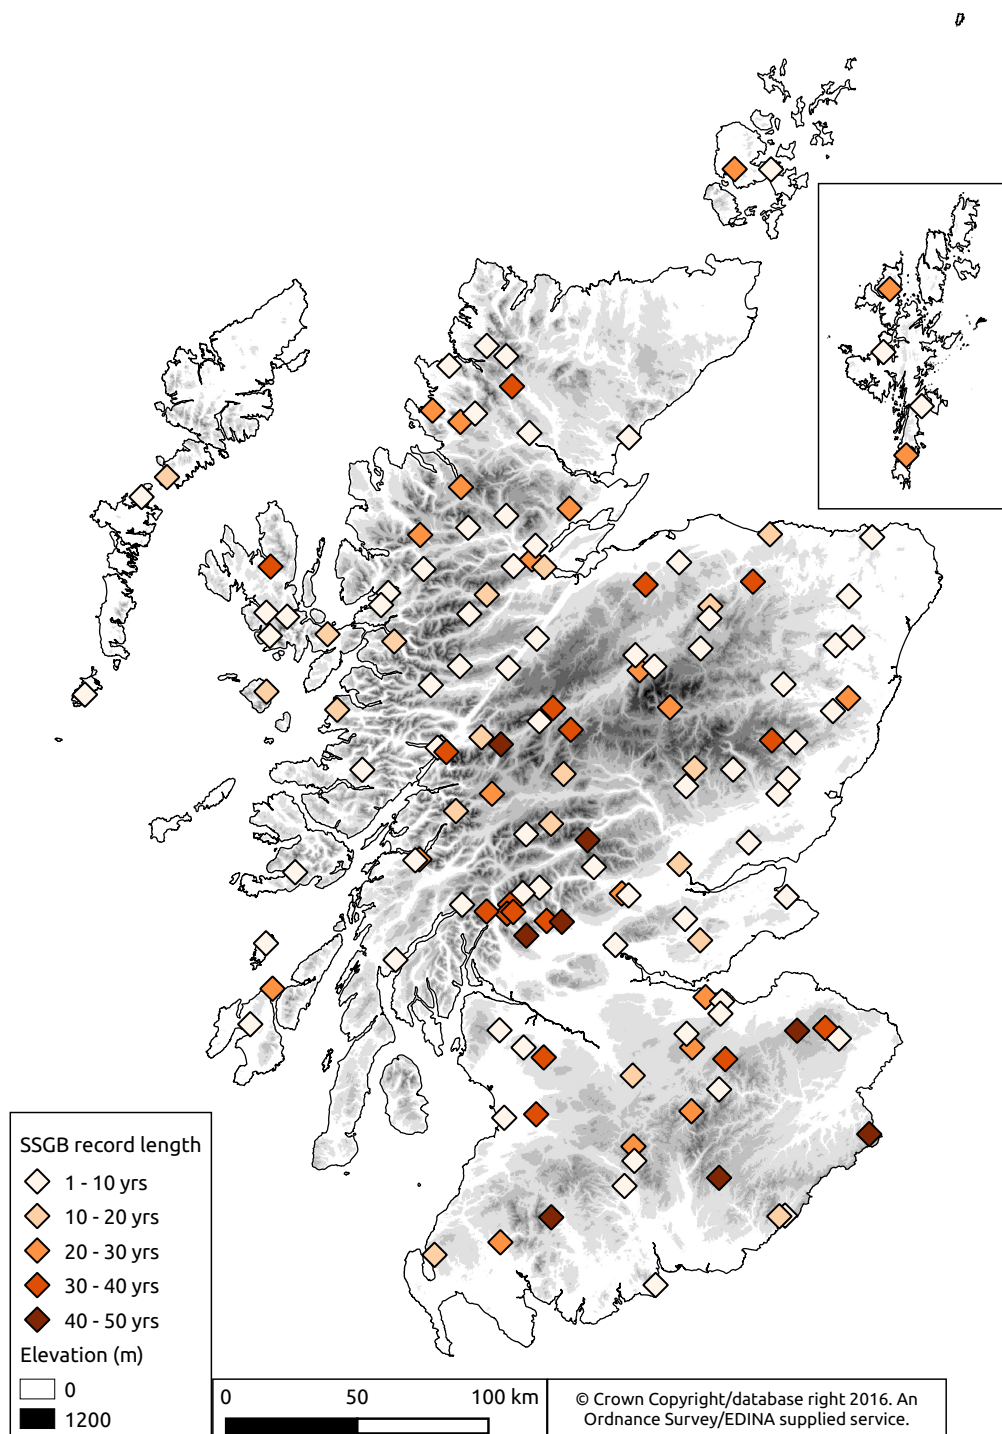 SSGB record length
1 - 10 yrs
10 - 20 yrs
20 - 30 yrs
30 - 40 yrs
40 - 50 yrs
Elevation (m)
0
1200
0 50 100 km
© Crown Copyright/database right 2016. An
Ordnance Survey/EDINA supplied service.